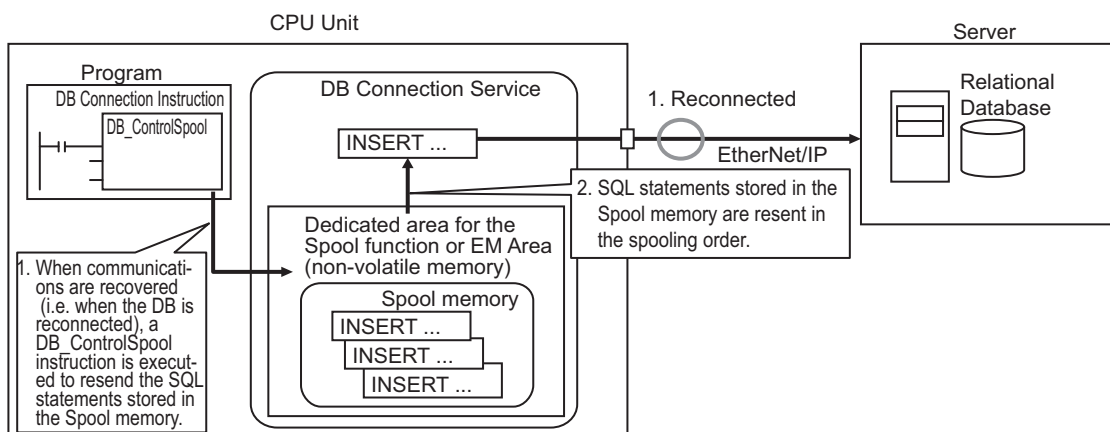 CPU Unit
Server
Program
DB Connection Instruction
DB_ControlSpool
DB Connection Service
INSERT ...
1. Reconnected
EtherNet/IP
Relational
Database
2. SQL statements stored in the
Spool memory are resent in
the spooling order.
Dedicated area for the
Spool function or EM Area
(non-volatile memory)
Spool memory
INSERT ...
INSERT ...
INSERT ...
1. When communicati-
ons are recovered
(i.e. when the DB is
reconnected), a
DB_ControlSpool
instruction is execut-
ed to resend the SQL
statements stored in
the Spool memory.